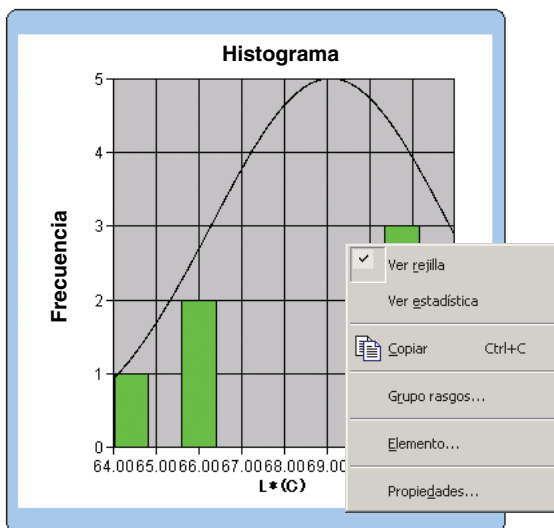 Histograma
Frecuencia
5
4
3
2
1
0
64.00 65.00 66.00 67.00 68.00 69.00
L*(C)
Ver rejilla
Ver estadística
Copiar Ctrl+C
Grupo rasgos...
Elemento...
Propiedades...